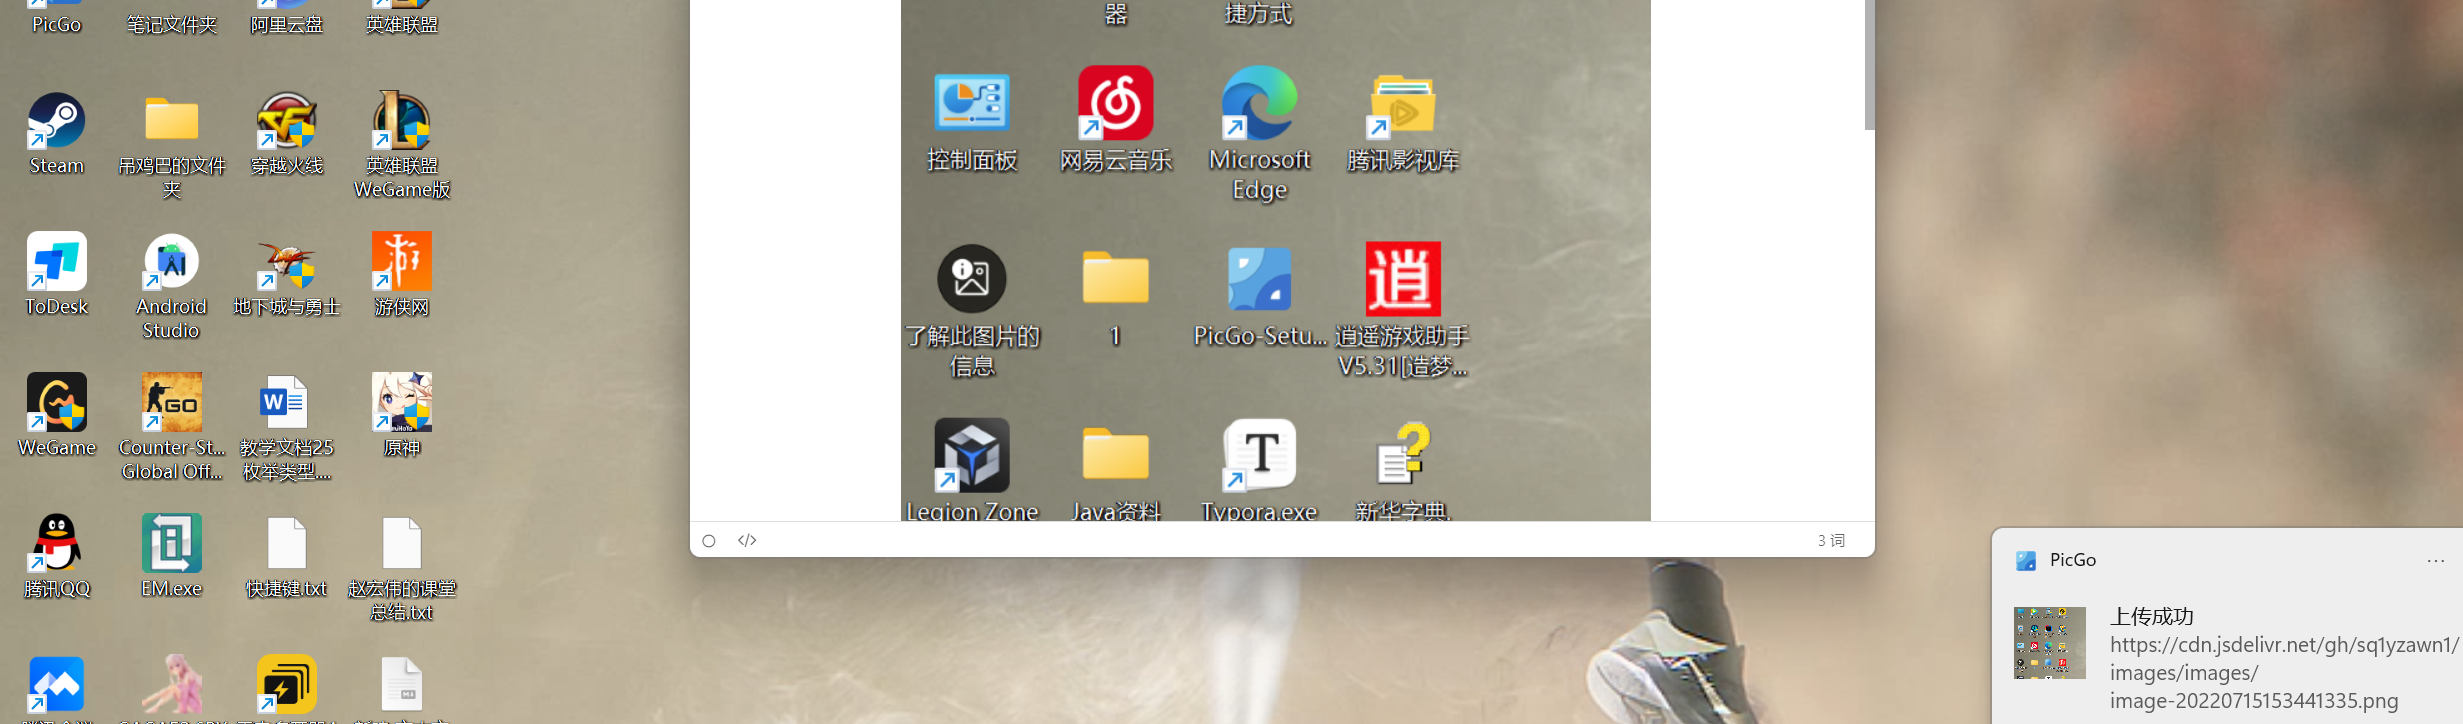 PicGo
笔记文件夹
阿里云盘
英雄联盟
Steam
吊鸡巴的文件
夹
穿越火线
英雄联盟
WeGame版
ToDesk
Android
Studio
地下城与勇士
游侠网
WeGame
Counter-St...
Global Off...
教学文档25
枚举类型....
原神
腾讯QQ
EM.exe
快捷键.txt
赵宏伟的课堂
总结.txt
器
捷方式
控制面板
网易云音乐
Microsoft
Edge
腾讯影视库
了解此图片的
信息
1
PicGo-Setu...
逍
逍遥游戏助手
V5.31[造梦...
Legion Zone
Java资料
Typora.exe
新华字典.
3 词
PicGo
上传成功
https://cdn.jsdelivr.net/gh/sq1yzawn1/
images/images/
image-20220715153441335.png